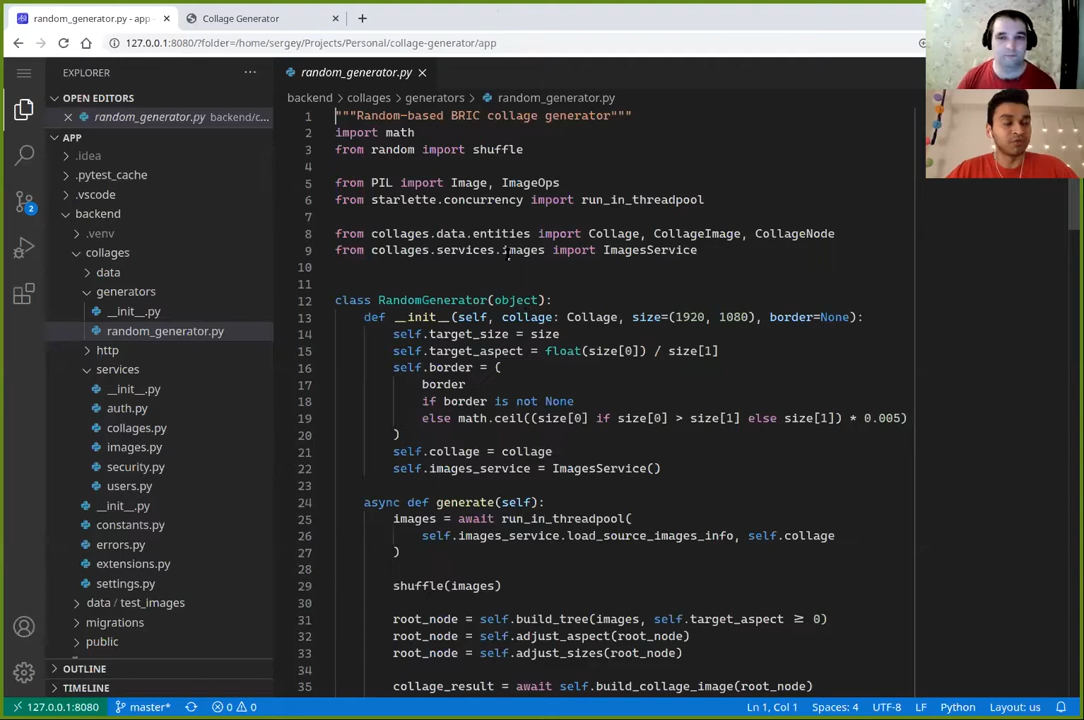 random_generator.py - app
Collage Generator
127.0.0.1:8080/?folder=/home/sergey/Projects/Personal/collage-generator/app
EXPLORER
OPEN EDITORS
random_generator.py backend/c...
APP
.idea
.pytest_cache
.vscode
backend
.venv
collages
data
generators
__init__.py
random_generator.py
http
services
__init__.py
auth.py
collages.py
images.py
security.py
users.py
__init__.py
constants.py
errors.py
extensions.py
settings.py
data / test_images
migrations
public
OUTLINE
TIMELINE
random_generator.py
backend > collages > generators > random_generator.py
1 """Random-based BRIC collage generator"""
2 import math
3 from random import shuffle
4
5 from PIL import Image, ImageOps
6 from starlette.concurrency import run_in_threadpool
7
8 from collages.data.entities import Collage, CollageImage, CollageNode
9 from collages.services.images import ImagesService
10
11
12 class RandomGenerator(object):
13 def __init__(self, collage: Collage, size=(1920, 1080), border=None):
14 self.target_size = size
15 self.target_aspect = float(size[0]) / size[1]
16 self.border = (
17 border
18 if border is not None
19 else math.ceil((size[0] if size[0] > size[1] else size[1]) * 0.005)
20 )
21 self.collage = collage
22 self.images_service = ImagesService()
23
24 async def generate(self):
25 images = await run_in_threadpool(
26 self.images_service.load_source_images_info, self.collage
27 )
28
29 shuffle(images)
30
31 root_node = self.build_tree(images, self.target_aspect ≥ 0)
32 root_node = self.adjust_aspect(root_node)
33 root_node = self.adjust_sizes(root_node)
34
35 collage_result = await self.build_collage_image(root_node)
2
127.0.0.1:8080 master* 0 0 Ln 1, Col 1 Spaces: 4 UTF-8 LF Python Layout: us